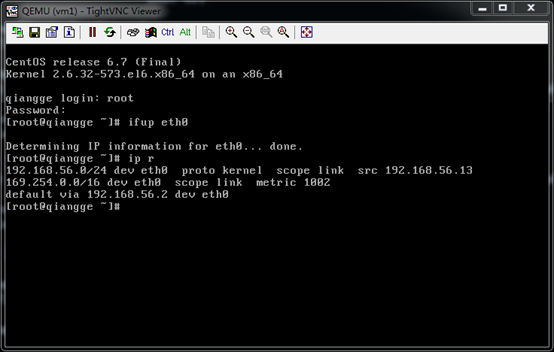 QEMU (vm1) - TightVNC Viewer
Ctrl Alt
CentOS release 6.7 (Final)
Kernel 2.6.32-573.el6.x86_64 on an x86_64
qiangge login: root
Password:
[root@qiangge ~]# ifup eth0
Determining IP information for eth0... done.
[root@qiangge ~]# ip r
192.168.56.0/24 dev eth0  proto kernel  scope link  src 192.168.56.13
169.254.0.0/16 dev eth0  scope link  metric 1002
default via 192.168.56.2 dev eth0
[root@qiangge ~]#